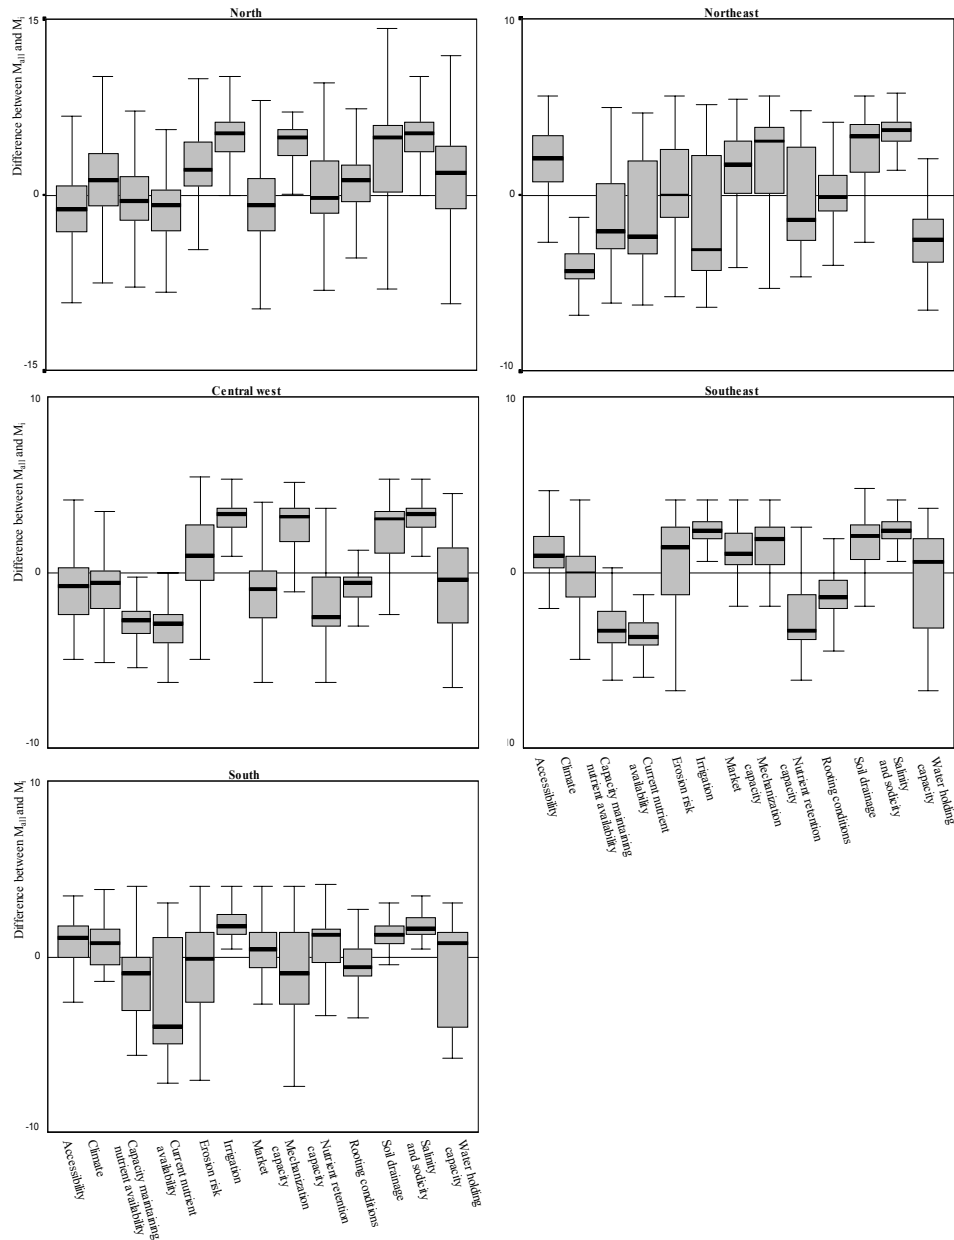 North
Northeast
15
0
-15
Difference between Mall and Mi
10
0
-10
Central west
Southeast
10
0
-10
Difference between Mall and Mi
10
0
10
Accessibility
Climate
Capacity maintaining
nutrient availability
Current nutrient
availability
Erosion risk
Irrigation
Market
Mechanization
capacity
Nutrient retention
capacity
Rooting conditions
Soil drainage
Salinity
and sodicity
Water holding
capacity
South
10
0
-10
Difference between Mall and Mi
Accessibility
Climate
Capacity maintaining
nutrient availability
Current nutrient
availability
Erosion risk
Irrigation
Market
Mechanization
capacity
Nutrient retention
capacity
Rooting conditions
Soil drainage
Salinity
and sodicity
Water holding
capacity